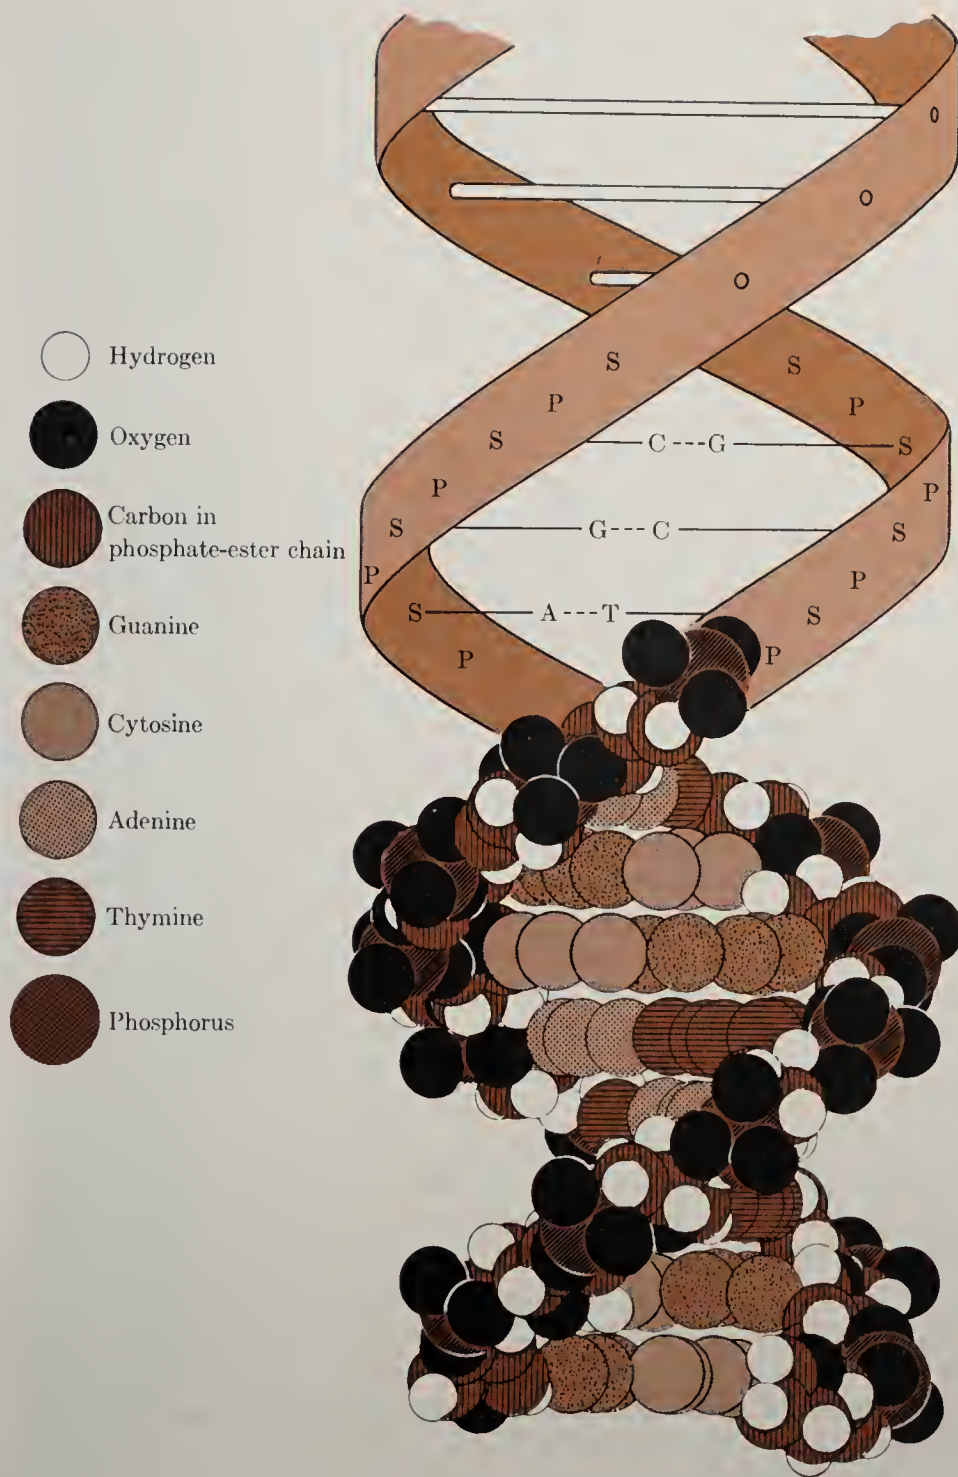 Hydrogen
Oxygen
Carbon in
phosphate-ester chain
Guanine
Cytosine
Adenine
Thymine
Phosphorus
S
S
P
P
S
C---G
S
P
P
S
G---C
S
P
P
S
A---T
S
P
P